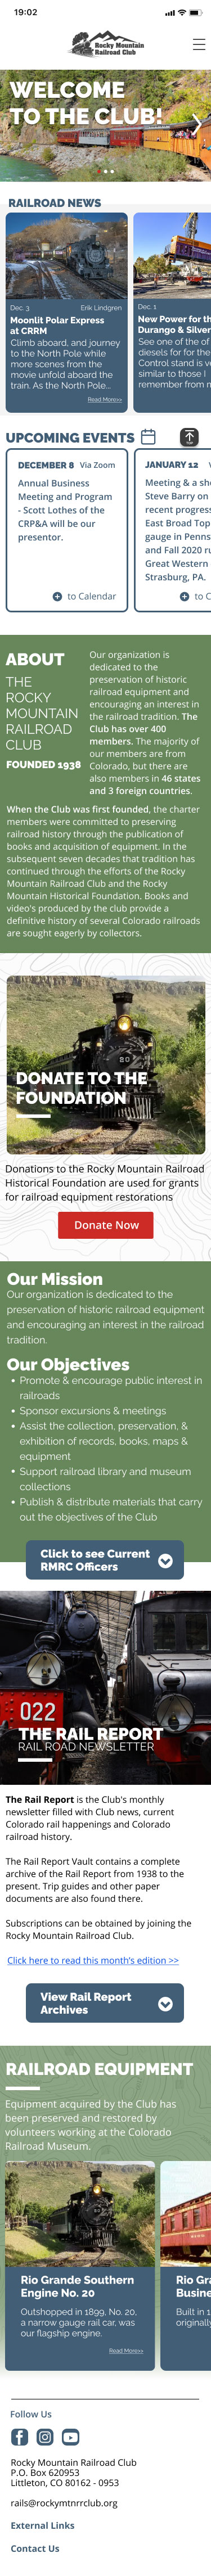 19:02
Rocky Mountain
Railroad Club
WELCOME
TO THE CLUB!
RAILROAD NEWS
Dec. 3 Erik Lindgren
Moonlit Polar Express
at CRRM
Climb aboard, and journey
to the North Pole while
more scenes from the
movie unfold aboard the
train. As the North Pole...
Read More>>
Dec. 1
New Power for th
Durango & Silver
See one of the of
diesels for for the
Control stand is v
similar to those I
remember from m
UPCOMING EVENTS
DECEMBER 8 Via Zoom
Annual Business
Meeting and Program
- Scott Lothes of the
CRP&A will be our
presentor.
to Calendar
JANUARY 12 V
Meeting & a sh
Steve Barry on
recent progress
East Broad Top
gauge in Penns
and Fall 2020 ru
Great Western
Strasburg, PA.
to C
ABOUT
THE
ROCKY
MOUNTAIN
RAILROAD
CLUB
FOUNDED 1938
Our organization is
dedicated to the
preservation of historic
railroad equipment and
encouraging an interest in
the railroad tradition. The
Club has over 400
members. The majority of
our members are from
Colorado, but there are
also members in 46 states
and 3 foreign countries.
When the Club was first founded, the charter
members were committed to preserving
railroad history through the publication of
books and acquisition of equipment. In the
subsequent seven decades that tradition has
continued through the efforts of the Rocky
Mountain Railroad Club and the Rocky
Mountain Historical Foundation. Books and
video's produced by the club provide a
definitive history of several Colorado railroads
are sought eagerly by collectors.
20
DONATE TO THE
FOUNDATION
Donations to the Rocky Mountain Railroad
Historical Foundation are used for grants
for railroad equipment restorations
Donate Now
Our Mission
Our organization is dedicated to the
preservation of historic railroad equipment
and encouraging an interest in the railroad
tradition.
Our Objectives
• Promote & encourage public interest in
railroads
• Sponsor excursions & meetings
• Assist the collection, preservation, &
exhibition of records, books, maps &
equipment
• Support railroad library and museum
collections
• Publish & distribute materials that carry
out the objectives of the Club
Click to see Current
RMRC Officers
022
THE RAIL REPORT
RAIL ROAD NEWSLETTER
The Rail Report is the Club's monthly
newsletter filled with Club news, current
Colorado rail happenings and Colorado
railroad history.
The Rail Report Vault contains a complete
archive of the Rail Report from 1938 to the
present. Trip guides and other paper
documents are also found there.
Subscriptions can be obtained by joining the
Rocky Mountain Railroad Club.
Click here to read this month's edition >>
View Rail Report
Archives
RAILROAD EQUIPMENT
Equipment acquired by the Club has
been preserved and restored by
volunteers working at the Colorado
Railroad Museum.
Rio Grande Southern
Engine No. 20
Outshopped in 1899, No. 20,
a narrow gauge rail car, was
our flagship engine.
Read More>>
Rio Gra
Busine
Built in 1
originally
Follow Us
Rocky Mountain Railroad Club
P.O. Box 620953
Littleton, CO 80162 - 0953
rails@rockymtnrrclub.org
External Links
Contact Us